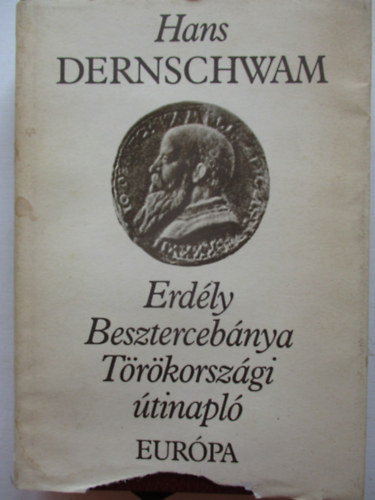 Hans
DERNSCHWAM
Erdély
Besztercebánya
Törökországi
útinapló
EURÓPA